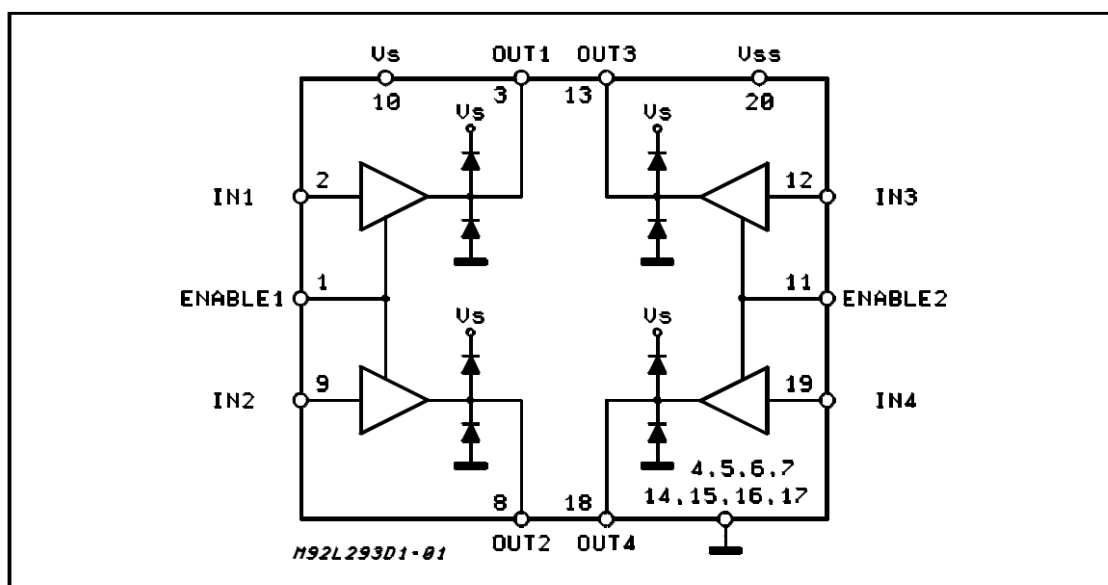 Vs OUT1 OUT3 Vss
10 3 13 20
Vs Vs
IN1 2 12 IN3
ENABLE1 1 11 ENABLE2
Vs Vs
IN2 9 19 IN4
4,5,6,7
8 18 14,15,16,17
M92L293D1-01 OUT2 OUT4